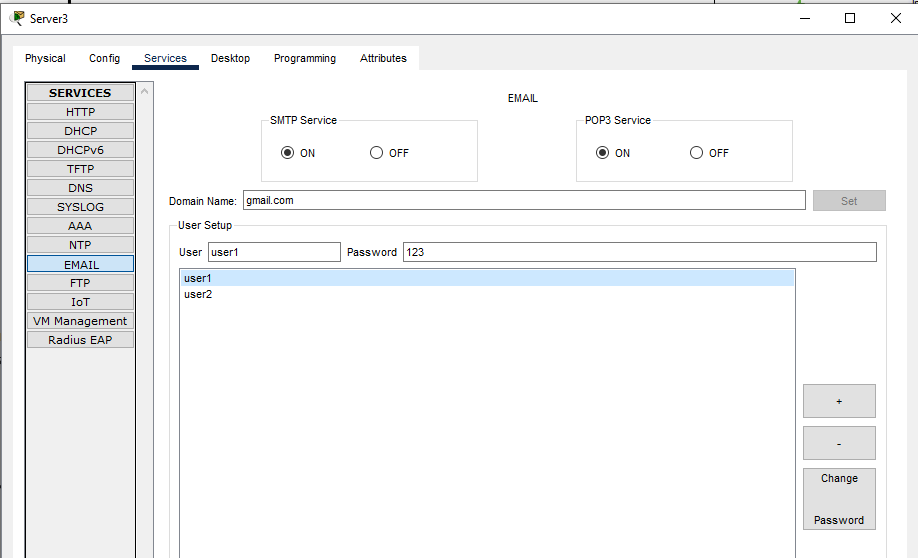 Server3
Physical Config Services Desktop Programming Attributes
SERVICES
HTTP
DHCP
DHCPv6
TFTP
DNS
SYSLOG
AAA
NTP
EMAIL
FTP
IoT
VM Management
Radius EAP
EMAIL
SMTP Service
ON OFF
POP3 Service
ON OFF
Domain Name: gmail.com Set
User Setup
User user1 Password 123
user1
user2
+
-
Change
Password